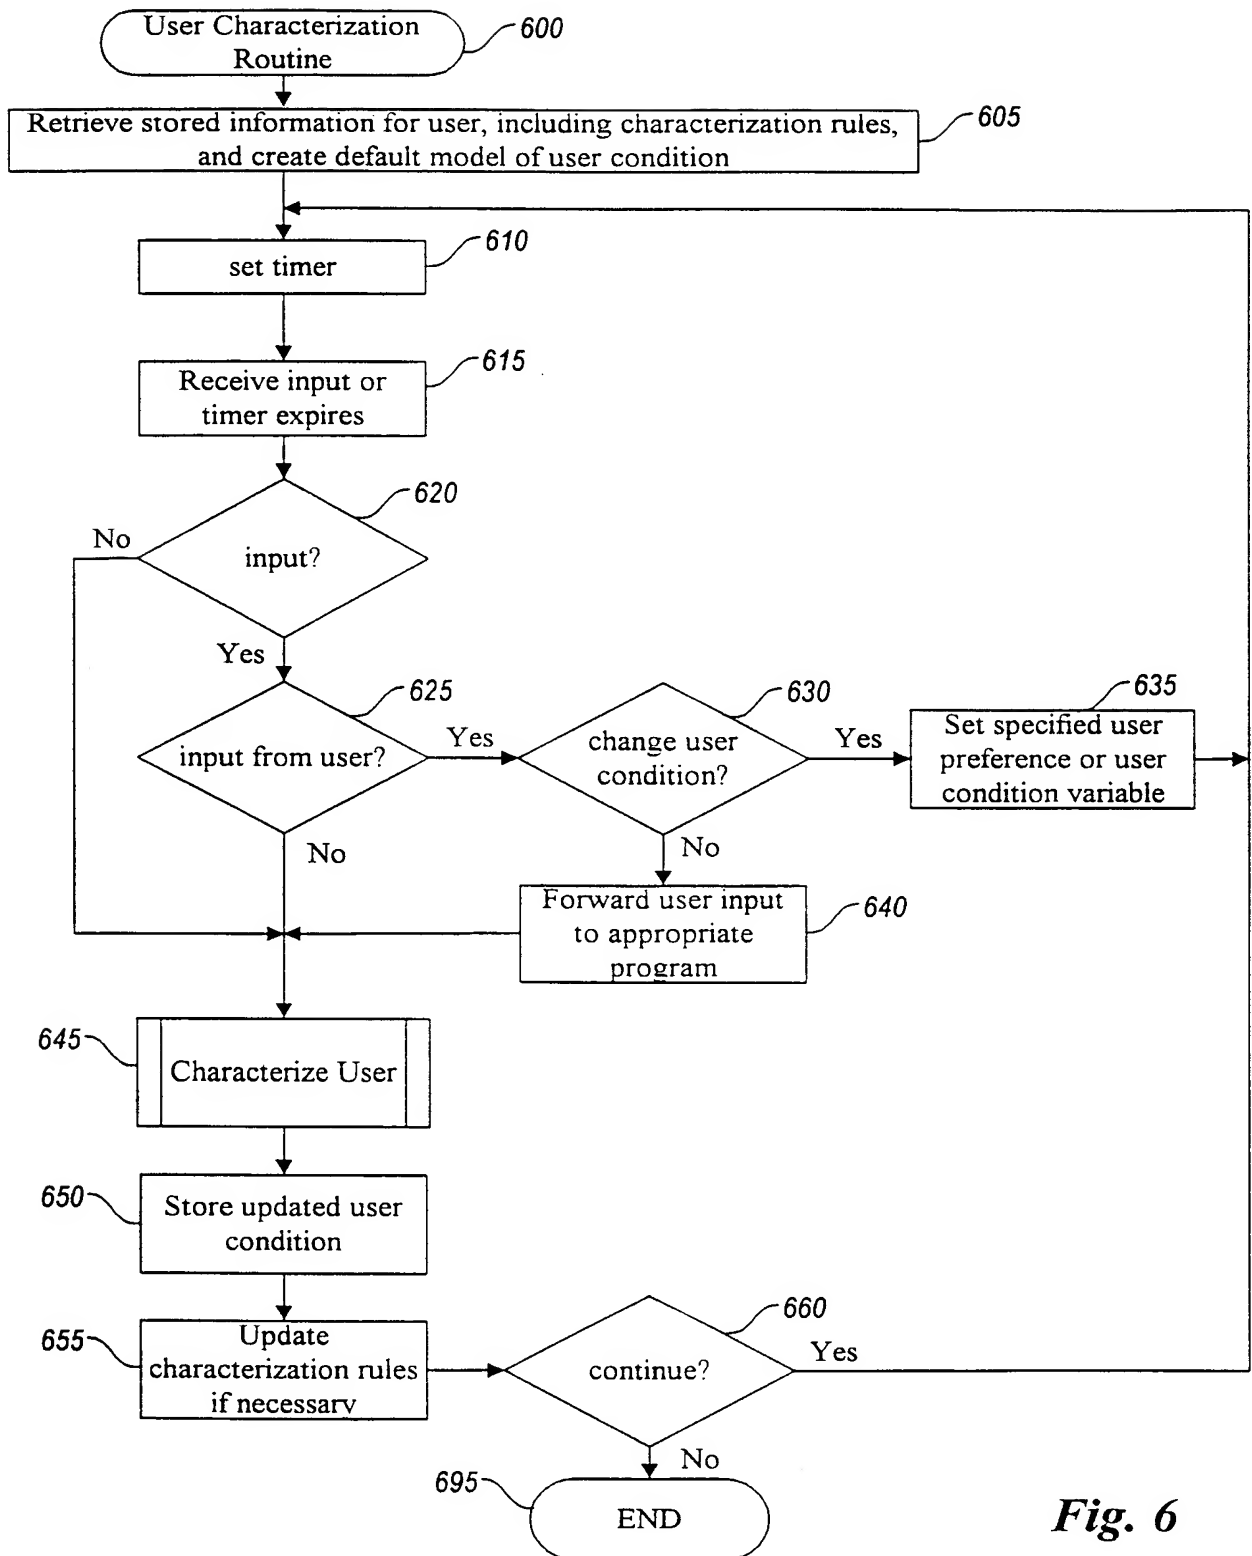 User Characterization
Routine
600
Retrieve stored information for user, including characterization rules,
and create default model of user condition
605
set timer
610
Receive input or
timer expires
615
input?
620
No
Yes
input from user?
625
Yes
change user
condition?
630
Yes
Set specified user
preference or user
condition variable
635
No
No
Forward user input
to appropriate
program
640
645
Characterize User
650
Store updated user
condition
655
Update
characterization rules
if necessary
continue?
660
Yes
No
695
END
Fig. 6